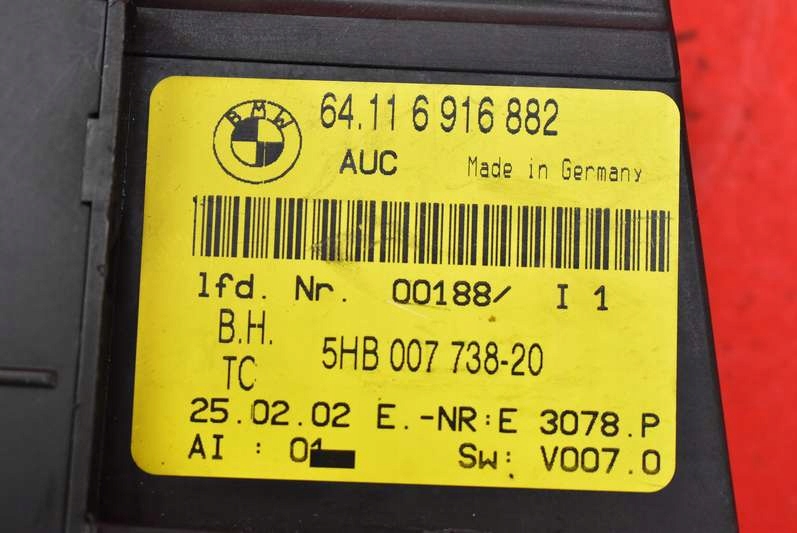 BMW
64.11 6 916 882
AUC Made in Germany
lfd. Nr. 00188/ I 1
B.H. 5HB 007 738-20
TC
25.02.02 E.-NR:E 3078.P
AI : 01 Sw: V007.0